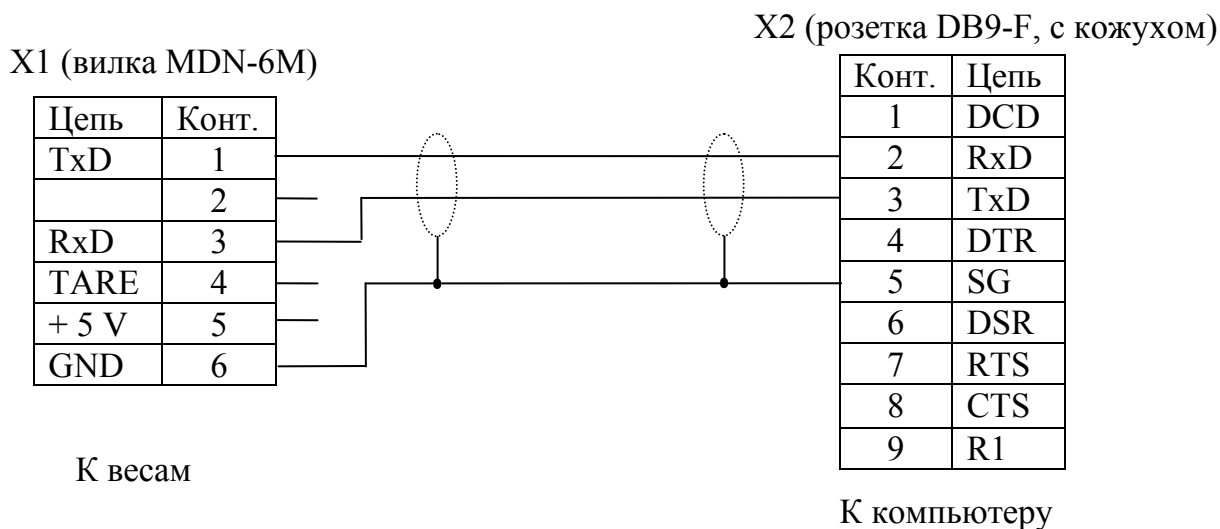 X2 (розетка DB9-F, с кожухом)
X1 (вилка MDN-6M)
Цепь Конт.
TxD 1
2
RxD 3
TARE 4
+ 5 V 5
GND 6
К весам
Конт. Цепь
1 DCD
2 RxD
3 TxD
4 DTR
5 SG
6 DSR
7 RTS
8 CTS
9 R1
К компьютеру